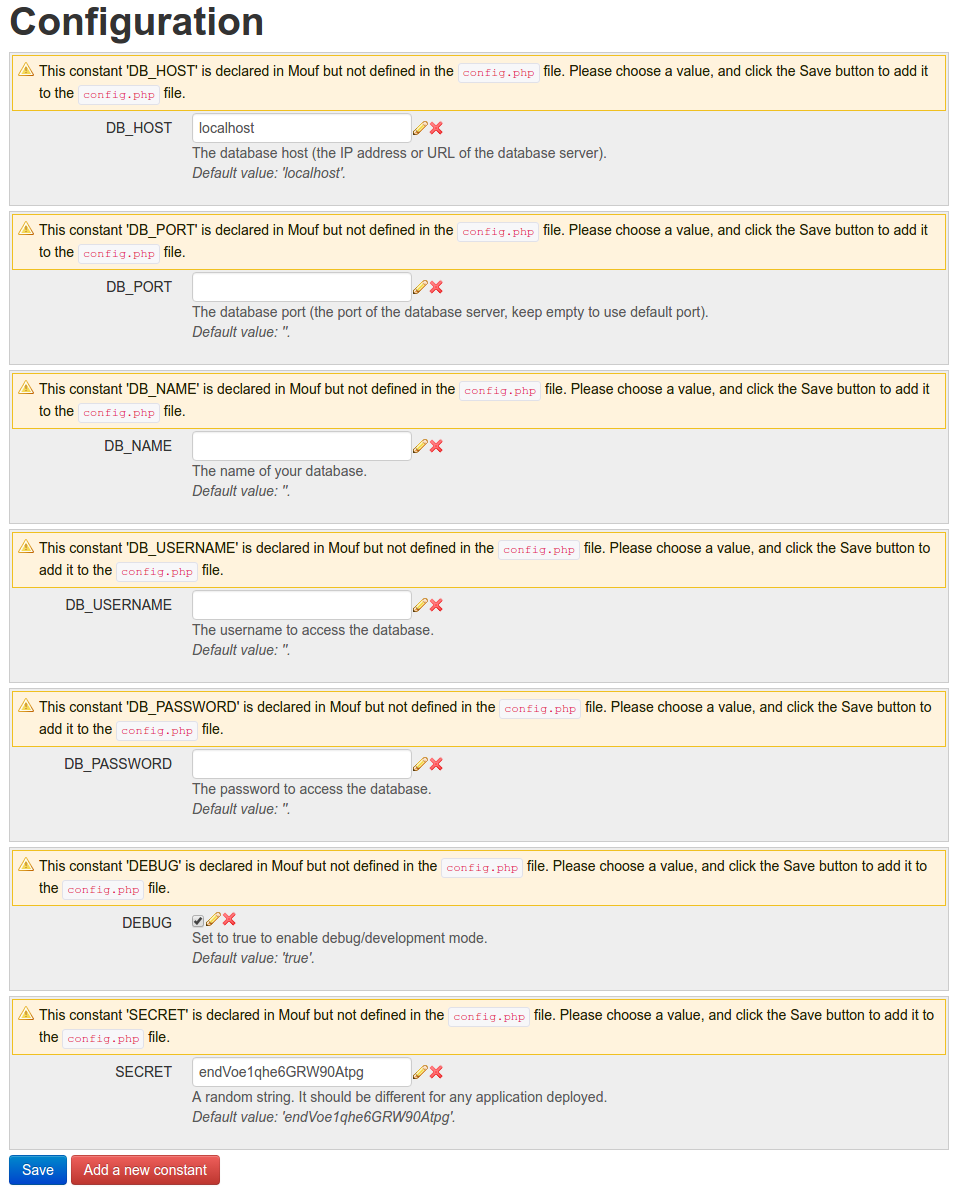 Configuration
This constant 'DB_HOST' is declared in Mouf but not defined in the config.php file. Please choose a value, and click the Save button to add it
to the config.php file.
DB_HOST localhost
The database host (the IP address or URL of the database server).
Default value: 'localhost'.
This constant 'DB_PORT' is declared in Mouf but not defined in the config.php file. Please choose a value, and click the Save button to add it
to the config.php file.
DB_PORT
The database port (the port of the database server, keep empty to use default port).
Default value: ''.
This constant 'DB_NAME' is declared in Mouf but not defined in the config.php file. Please choose a value, and click the Save button to add it
to the config.php file.
DB_NAME
The name of your database.
Default value: ''.
This constant 'DB_USERNAME' is declared in Mouf but not defined in the config.php file. Please choose a value, and click the Save button to
add it to the config.php file.
DB_USERNAME
The username to access the database.
Default value: ''.
This constant 'DB_PASSWORD' is declared in Mouf but not defined in the config.php file. Please choose a value, and click the Save button to
add it to the config.php file.
DB_PASSWORD
The password to access the database.
Default value: ''.
This constant 'DEBUG' is declared in Mouf but not defined in the config.php file. Please choose a value, and click the Save button to add it to
the config.php file.
DEBUG
Set to true to enable debug/development mode.
Default value: 'true'.
This constant 'SECRET' is declared in Mouf but not defined in the config.php file. Please choose a value, and click the Save button to add it to
the config.php file.
SECRET endVoe1qhe6GRW90Atpg
A random string. It should be different for any application deployed.
Default value: 'endVoe1qhe6GRW90Atpg'.
Save Add a new constant